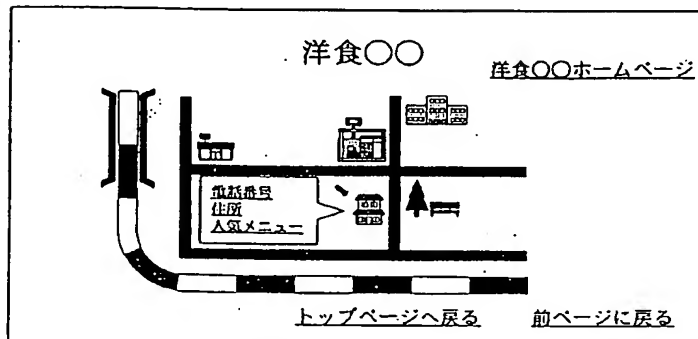 洋食〇〇
洋食〇〇ホームページ
電話番号
住所
人気メニュー
トップページへ戻る
前ページに戻る